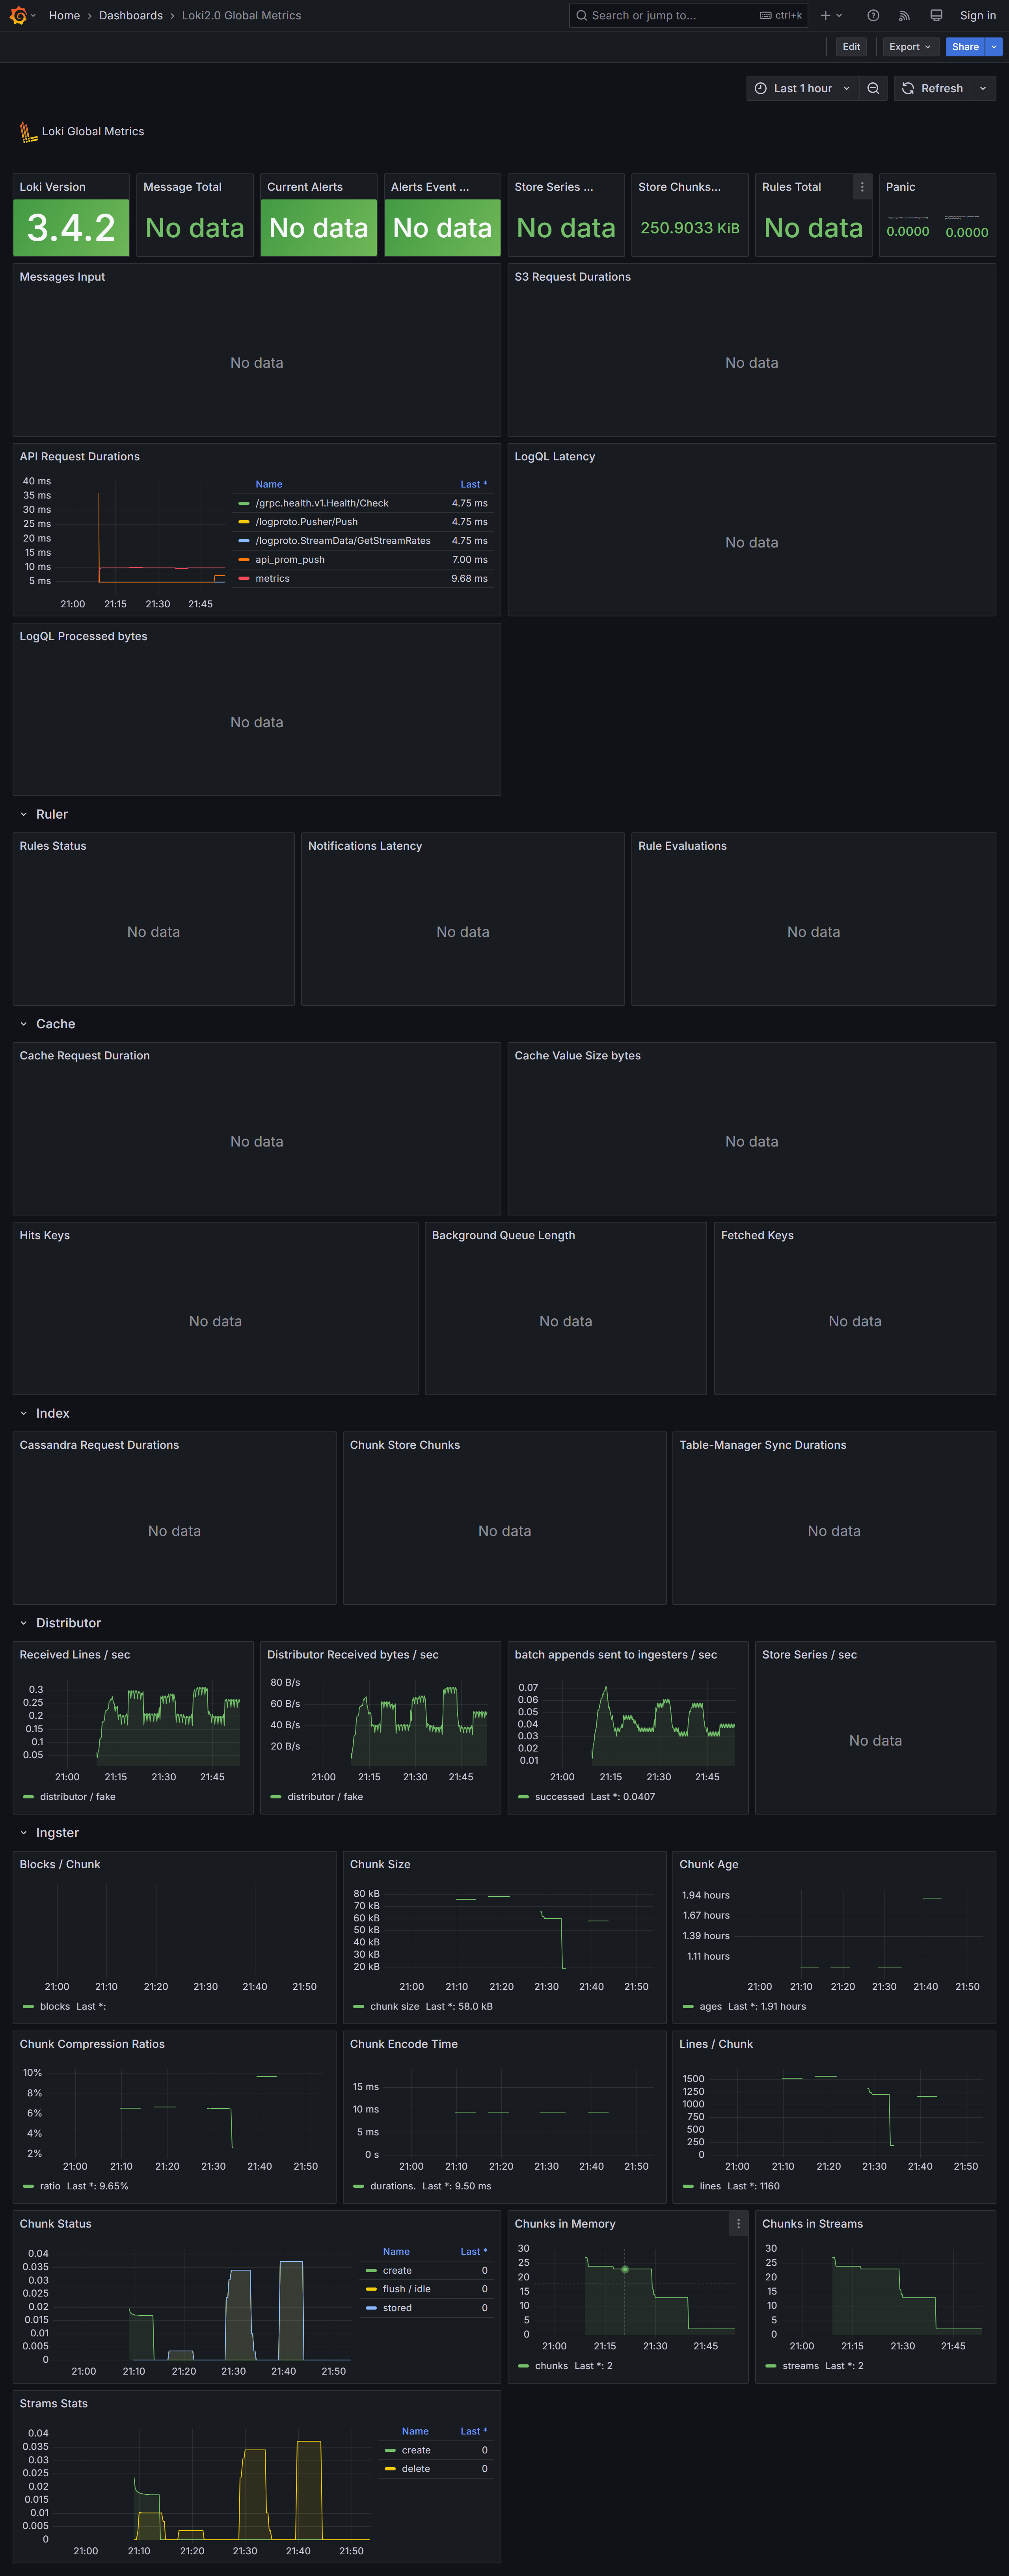 Home › Dashboards › Loki2.0 Global Metrics
Search or jump to... ctrl+k
Sign in
Edit Export Share
Last 1 hour Refresh
Loki Global Metrics
Loki Version
3.4.2
Message Total
No data
Current Alerts
No data
Alerts Event ...
No data
Store Series ...
No data
Store Chunks...
250.9033 KiB
Rules Total
No data
Panic
0.0000 0.0000
Messages Input
No data
S3 Request Durations
No data
API Request Durations
40 ms
35 ms
30 ms
25 ms
20 ms
15 ms
10 ms
5 ms
21:00 21:15 21:30 21:45
Name Last *
/grpc.health.v1.Health/Check 4.75 ms
/logproto.Pusher/Push 4.75 ms
/logproto.StreamData/GetStreamRates 4.75 ms
api_prom_push 7.00 ms
metrics 9.68 ms
LogQL Latency
No data
LogQL Processed bytes
No data
Ruler
Rules Status
No data
Notifications Latency
No data
Rule Evaluations
No data
Cache
Cache Request Duration
No data
Cache Value Size bytes
No data
Hits Keys
No data
Background Queue Length
No data
Fetched Keys
No data
Index
Cassandra Request Durations
No data
Chunk Store Chunks
No data
Table-Manager Sync Durations
No data
Distributor
Received Lines / sec
0.3
0.25
0.2
0.15
0.1
0.05
21:00 21:15 21:30 21:45
distributor / fake
Distributor Received bytes / sec
80 B/s
60 B/s
40 B/s
20 B/s
21:00 21:15 21:30 21:45
distributor / fake
batch appends sent to ingesters / sec
0.07
0.06
0.05
0.04
0.03
0.02
0.01
21:00 21:15 21:30 21:45
successed Last *: 0.0407
Store Series / sec
No data
Ingster
Blocks / Chunk
21:00 21:10 21:20 21:30 21:40 21:50
blocks Last *:
Chunk Size
80 kB
70 kB
60 kB
50 kB
40 kB
30 kB
20 kB
21:00 21:10 21:20 21:30 21:40 21:50
chunk size Last *: 58.0 kB
Chunk Age
1.94 hours
1.67 hours
1.39 hours
1.11 hours
21:00 21:10 21:20 21:30 21:40 21:50
ages Last *: 1.91 hours
Chunk Compression Ratios
10%
8%
6%
4%
2%
21:00 21:10 21:20 21:30 21:40 21:50
ratio Last *: 9.65%
Chunk Encode Time
15 ms
10 ms
5 ms
0 s
21:00 21:10 21:20 21:30 21:40 21:50
durations. Last *: 9.50 ms
Lines / Chunk
1500
1250
1000
750
500
250
0
21:00 21:10 21:20 21:30 21:40 21:50
lines Last *: 1160
Chunk Status
0.04
0.035
0.03
0.025
0.02
0.015
0.01
0.005
0
21:00 21:10 21:20 21:30 21:40 21:50
Name Last *
create 0
flush / idle 0
stored 0
Chunks in Memory
30
25
20
15
10
5
0
21:00 21:15 21:30 21:45
chunks Last *: 2
Chunks in Streams
30
25
20
15
10
5
0
21:00 21:15 21:30 21:45
streams Last *: 2
Strams Stats
0.04
0.035
0.03
0.025
0.02
0.015
0.01
0.005
0
21:00 21:10 21:20 21:30 21:40 21:50
Name Last *
create 0
delete 0